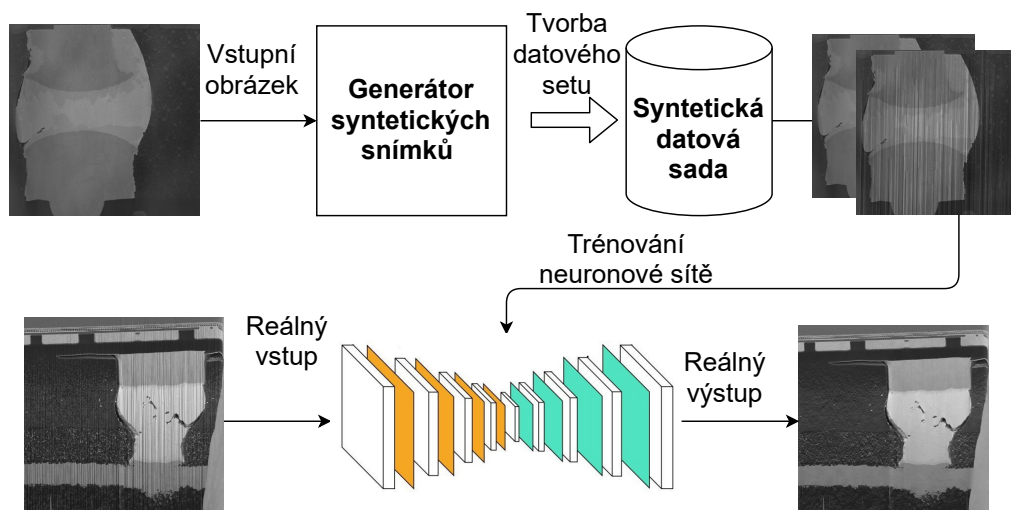 Vstupní
obrázek
Generátor
syntetických
snímků
Tvorba
datového
setu
Syntetická
datová
sada
Trénování
neuronové sítě
Reálný
vstup
Reálný
výstup